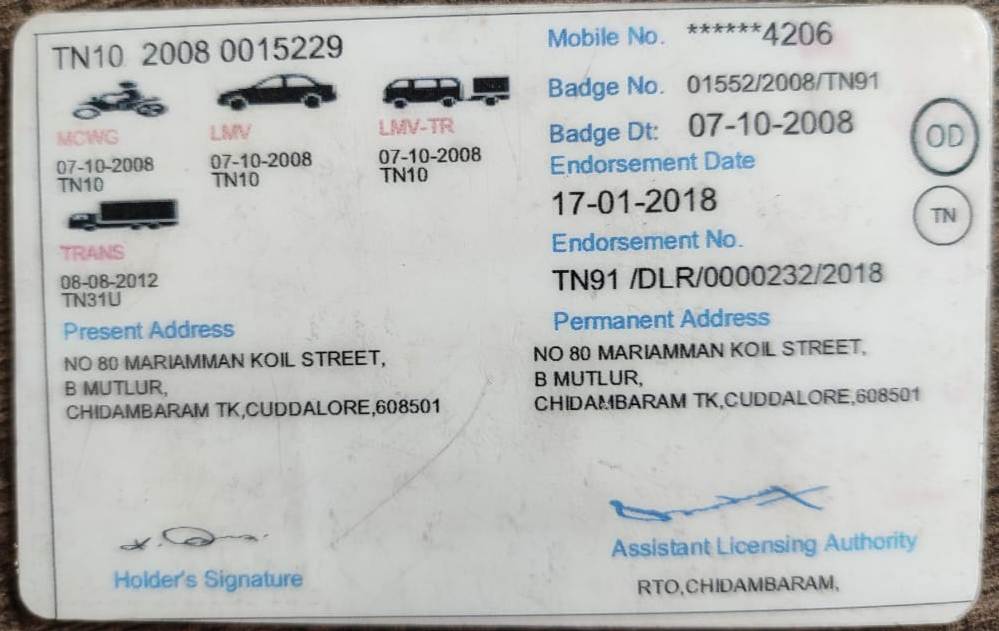 TN10 2008 0015229
MCWG
07-10-2008
TN10
LMV
07-10-2008
TN10
LMV-TR
07-10-2008
TN10
TRANS
08-08-2012
TN31U
Mobile No. ******4206
Badge No. 01552/2008/TN91
Badge Dt: 07-10-2008
Endorsement Date
17-01-2018
Endorsement No.
TN91 /DLR/0000232/2018
OD
TN
Present Address
NO 80 MARIAMMAN KOIL STREET,
B MUTLUR,
CHIDAMBARAM TK,CUDDALORE,608501
Permanent Address
NO 80 MARIAMMAN KOIL STREET,
B MUTLUR,
CHIDAMBARAM TK,CUDDALORE,608501
Holder's Signature
Assistant Licensing Authority
RTO,CHIDAMBARAM,